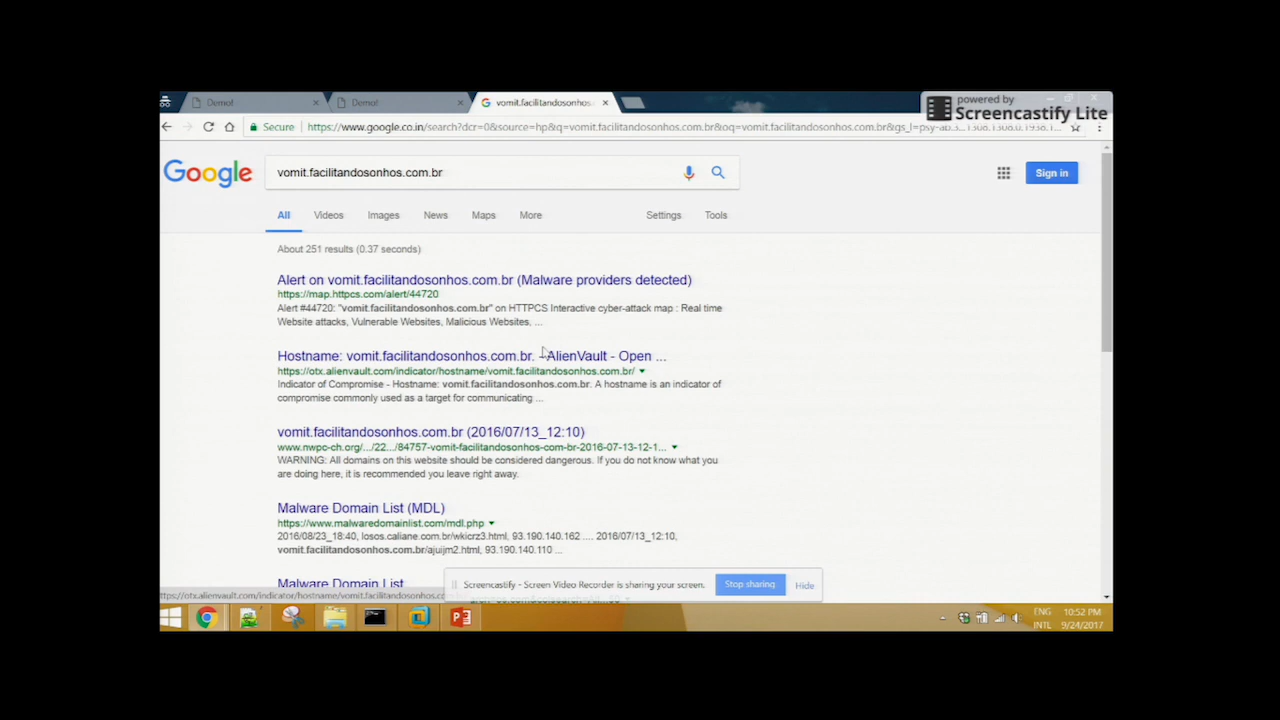 powered by
Screencastify Lite
Demo!
Demo!
vomit.facilitandosonhos.
Secure
https://www.google.co.in/search?dcr=0&source=hp&q=vomit.facilitandosonhos.com.br&oq=vomit.facilitandosonhos.com.br&gs_l=psy-ab.3...1308.1308.0.1938.1...
Google
vomit.facilitandosonhos.com.br
Sign in
All Videos Images News Maps More Settings Tools
About 251 results (0.37 seconds)
Alert on vomit.facilitandosonhos.com.br (Malware providers detected)
https://map.httpcs.com/alert/44720
Alert #44720: "vomit.facilitandosonhos.com.br" on HTTPCS Interactive cyber-attack map : Real time
Website attacks, Vulnerable Websites, Malicious Websites, ...
Hostname: vomit.facilitandosonhos.com.br. - AlienVault - Open ...
https://otx.alienvault.com/indicator/hostname/vomit.facilitandosonhos.com.br/
Indicator of Compromise - Hostname: vomit.facilitandosonhos.com.br. A hostname is an indicator of
compromise commonly used as a target for communicating ...
vomit.facilitandosonhos.com.br (2016/07/13_12:10)
www.nwpc-ch.org/.../22.../84757-vomit-facilitandosonhos-com-br-2016-07-13-12-1...
WARNING: All domains on this website should be considered dangerous. If you do not know what you
are doing here, it is recommended you leave right away.
Malware Domain List (MDL)
https://www.malwaredomainlist.com/mdl.php
2016/08/23_18:40, losos.caliane.com.br/wkicrz3.html, 93.190.140.162 .... 2016/07/13_12:10,
vomit.facilitandosonhos.com.br/ajuijm2.html, 93.190.140.110 ...
Malware Domain List
Screencastify - Screen Video Recorder is sharing your screen.
Stop sharing
Hide
https://otx.alienvault.com/indicator/hostname/vomit.facilitandosonhos.com
ENG
INTL
10:52 PM
9/24/2017